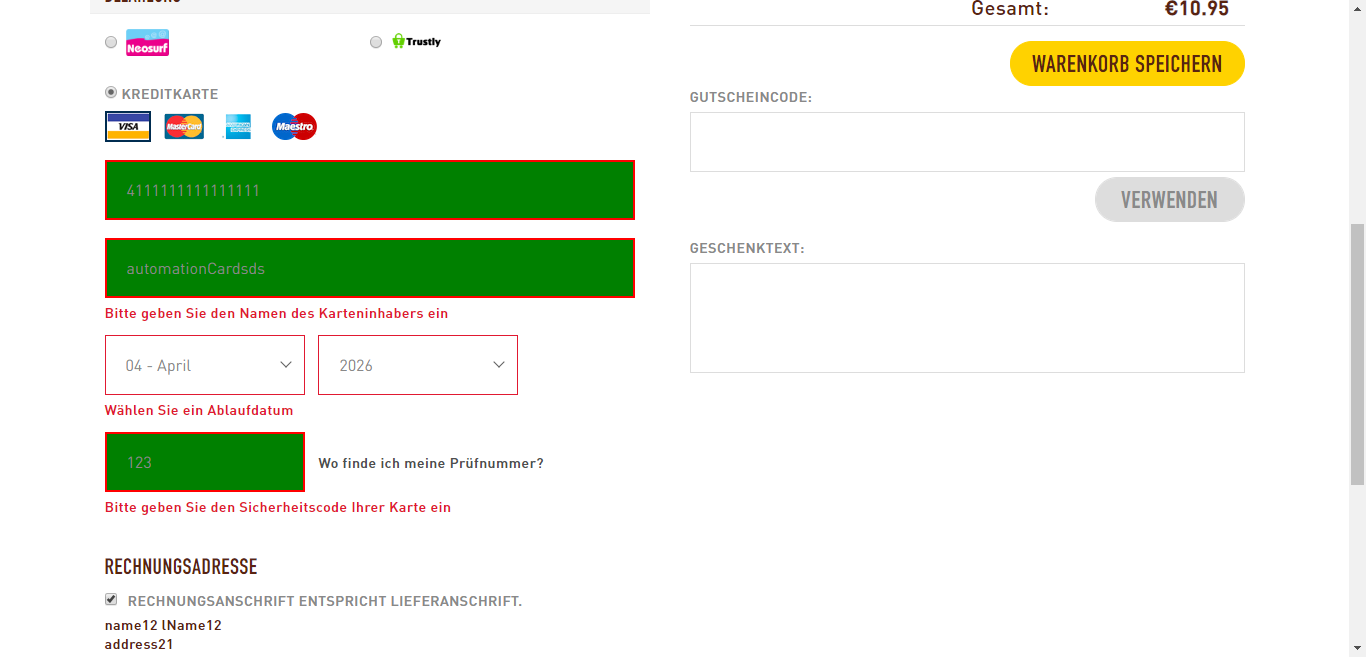 Gesamt: €10.95
Neosurf
Trustly
WARENKORB SPEICHERN
KREDITKARTE
GUTSCHEINCODE:
VISA
MasterCard
Maestro
4111111111111111
VERWENDEN
automationCardsds
GESCHENKTEXT:
Bitte geben Sie den Namen des Karteninhabers ein
04 - April
2026
Wählen Sie ein Ablaufdatum
123
Wo finde ich meine Prüfnummer?
Bitte geben Sie den Sicherheitscode Ihrer Karte ein
RECHNUNGSADRESSE
RECHNUNGSANSCHRIFT ENTSPRICHT LIEFERANSCHRIFT.
name12 lName12
address21